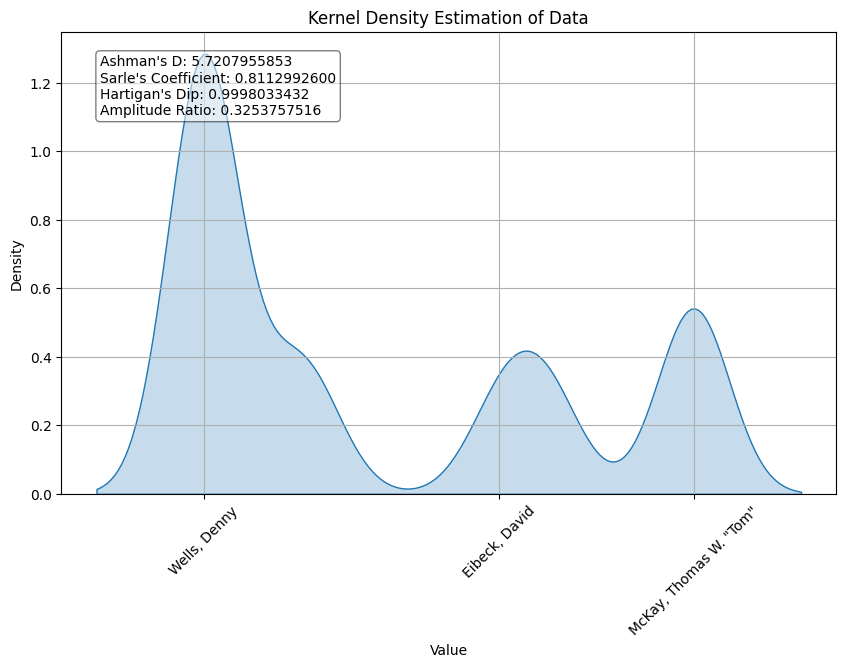 Kernel Density Estimation of Data
Ashman's D: 5.7207955853
Sarle's Coefficient: 0.8112992600
Hartigan's Dip: 0.9998033432
Amplitude Ratio: 0.3253757516
Density
1.2
1.0
0.8
0.6
0.4
0.2
0.0
Wells, Denny
Eibeck, David
McKay, Thomas W. "Tom"
Value